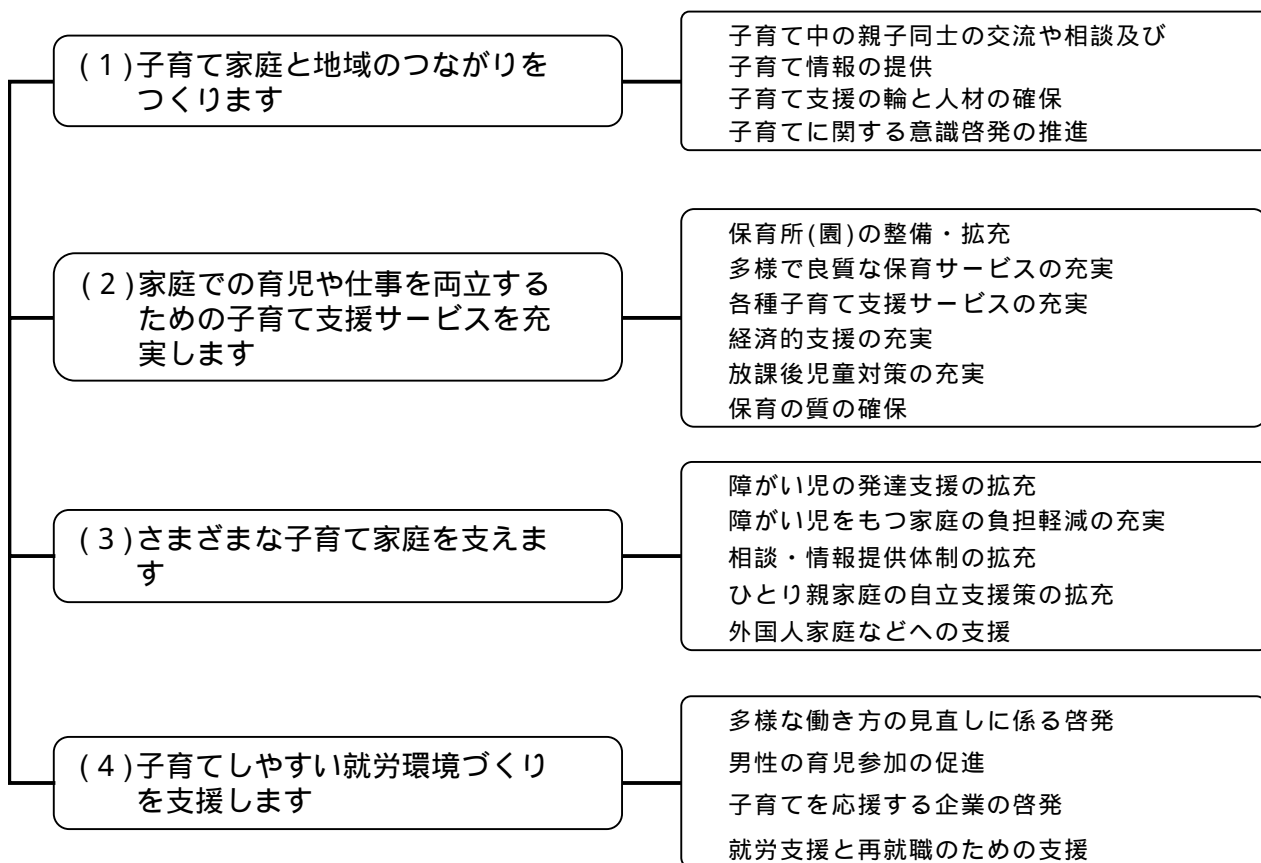 (1)子育て家庭と地域のつながりを
つくります
子育て中の親子同士の交流や相談及び
子育て情報の提供
子育て支援の輪と人材の確保
子育てに関する意識啓発の推進
(2)家庭での育児や仕事を両立する
ための子育て支援サービスを充
実します
保育所(園)の整備・拡充
多様で良質な保育サービスの充実
各種子育て支援サービスの充実
経済的支援の充実
放課後児童対策の充実
保育の質の確保
(3)さまざまな子育て家庭を支えま
す
障がい児の発達支援の拡充
障がい児をもつ家庭の負担軽減の充実
相談・情報提供体制の拡充
ひとり親家庭の自立支援策の拡充
外国人家庭などへの支援
(4)子育てしやすい就労環境づくり
を支援します
多様な働き方の見直しに係る啓発
男性の育児参加の促進
子育てを応援する企業の啓発
就労支援と再就職のための支援